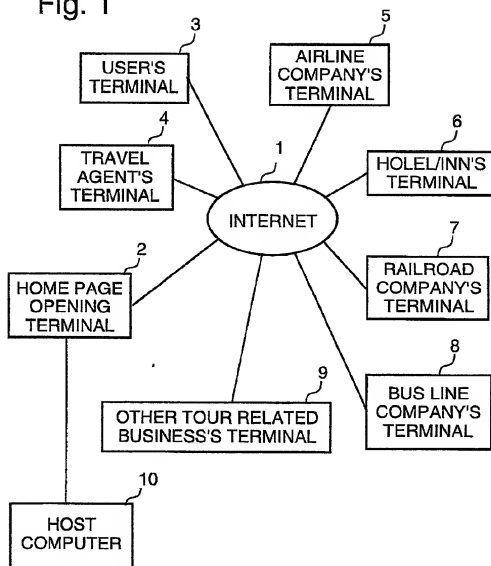 Fig. 1
3
USER'S
TERMINAL
5
AIRLINE
COMPANY'S
TERMINAL
4
TRAVEL
AGENT'S
TERMINAL
1
INTERNET
6
HOLEL/INN'S
TERMINAL
2
HOME PAGE
OPENING
TERMINAL
7
RAILROAD
COMPANY'S
TERMINAL
8
BUS LINE
COMPANY'S
TERMINAL
9
OTHER TOUR RELATED
BUSINESS'S TERMINAL
10
HOST
COMPUTER